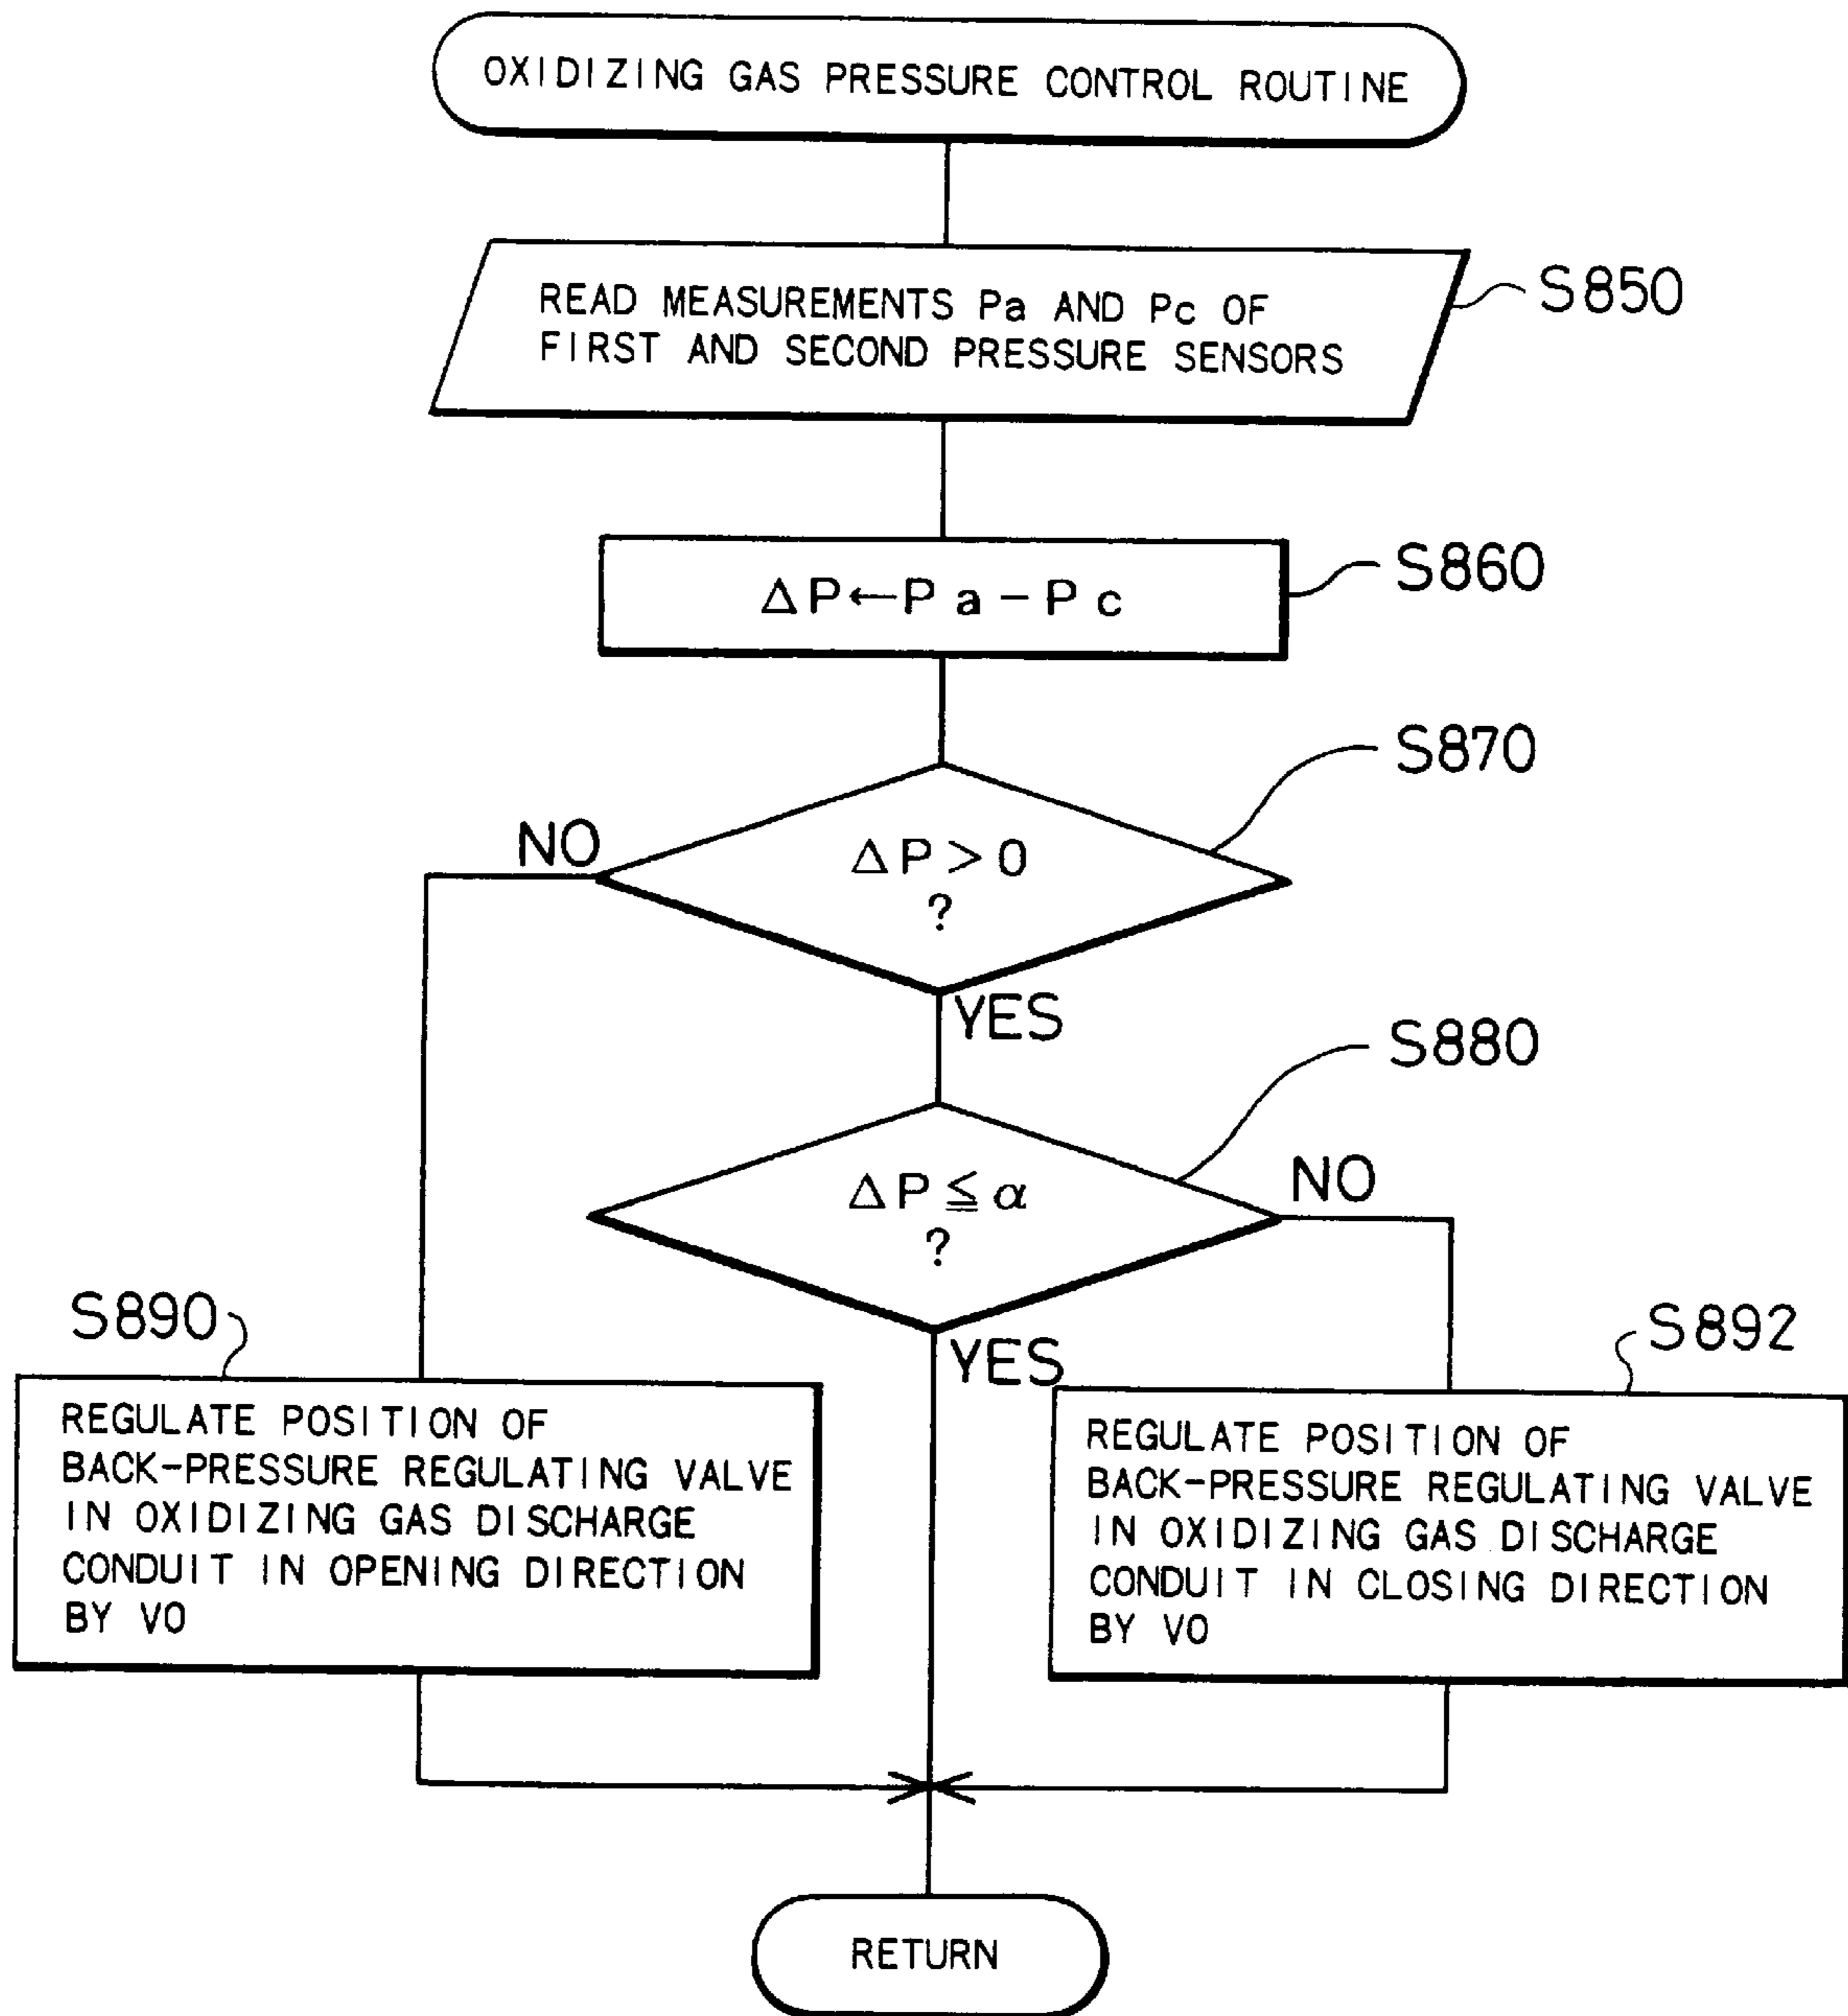 OXIDIZING GAS PRESSURE CONTROL ROUTINE
READ MEASUREMENTS Pa AND Pc OF
FIRST AND SECOND PRESSURE SENSORS
S850
ΔP←Pa−Pc
S860
S870
NO
ΔP>0
?
YES
S880
ΔP≦α
?
NO
YES
S890
REGULATE POSITION OF
BACK-PRESSURE REGULATING VALVE
IN OXIDIZING GAS DISCHARGE
CONDUIT IN OPENING DIRECTION
BY V0
S892
REGULATE POSITION OF
BACK-PRESSURE REGULATING VALVE
IN OXIDIZING GAS DISCHARGE
CONDUIT IN CLOSING DIRECTION
BY V0
RETURN